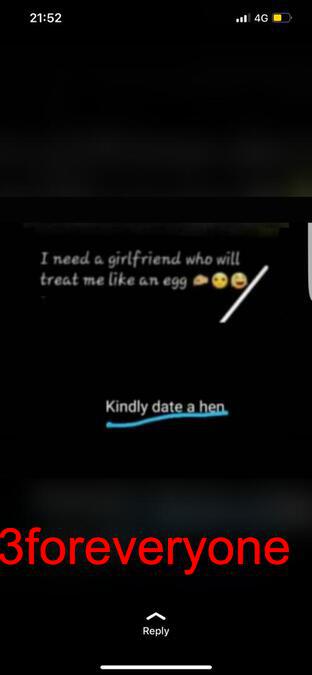 21:52
4G
I need a girlfriend who will
treat me like an egg 🤏😶😅
Kindly date a hen
3foreveryone
Reply